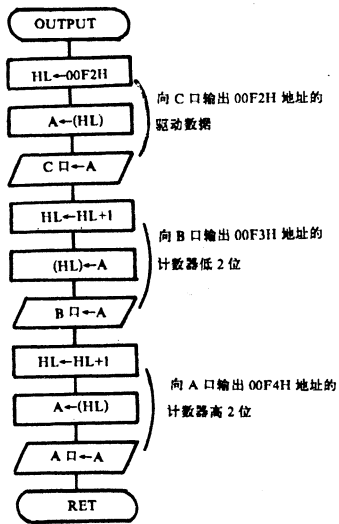 OUTPUT
HL←00F2H
A←(HL)
C 口←A
向 C 口输出 00F2H 地址的
驱动数据
HL←HL+1
(HL)←A
B 口←A
向 B 口输出 00F3H 地址的
计数器低 2 位
HL←HL+1
A←(HL)
A 口←A
向 A 口输出 00F4H 地址的
计数器高 2 位
RET